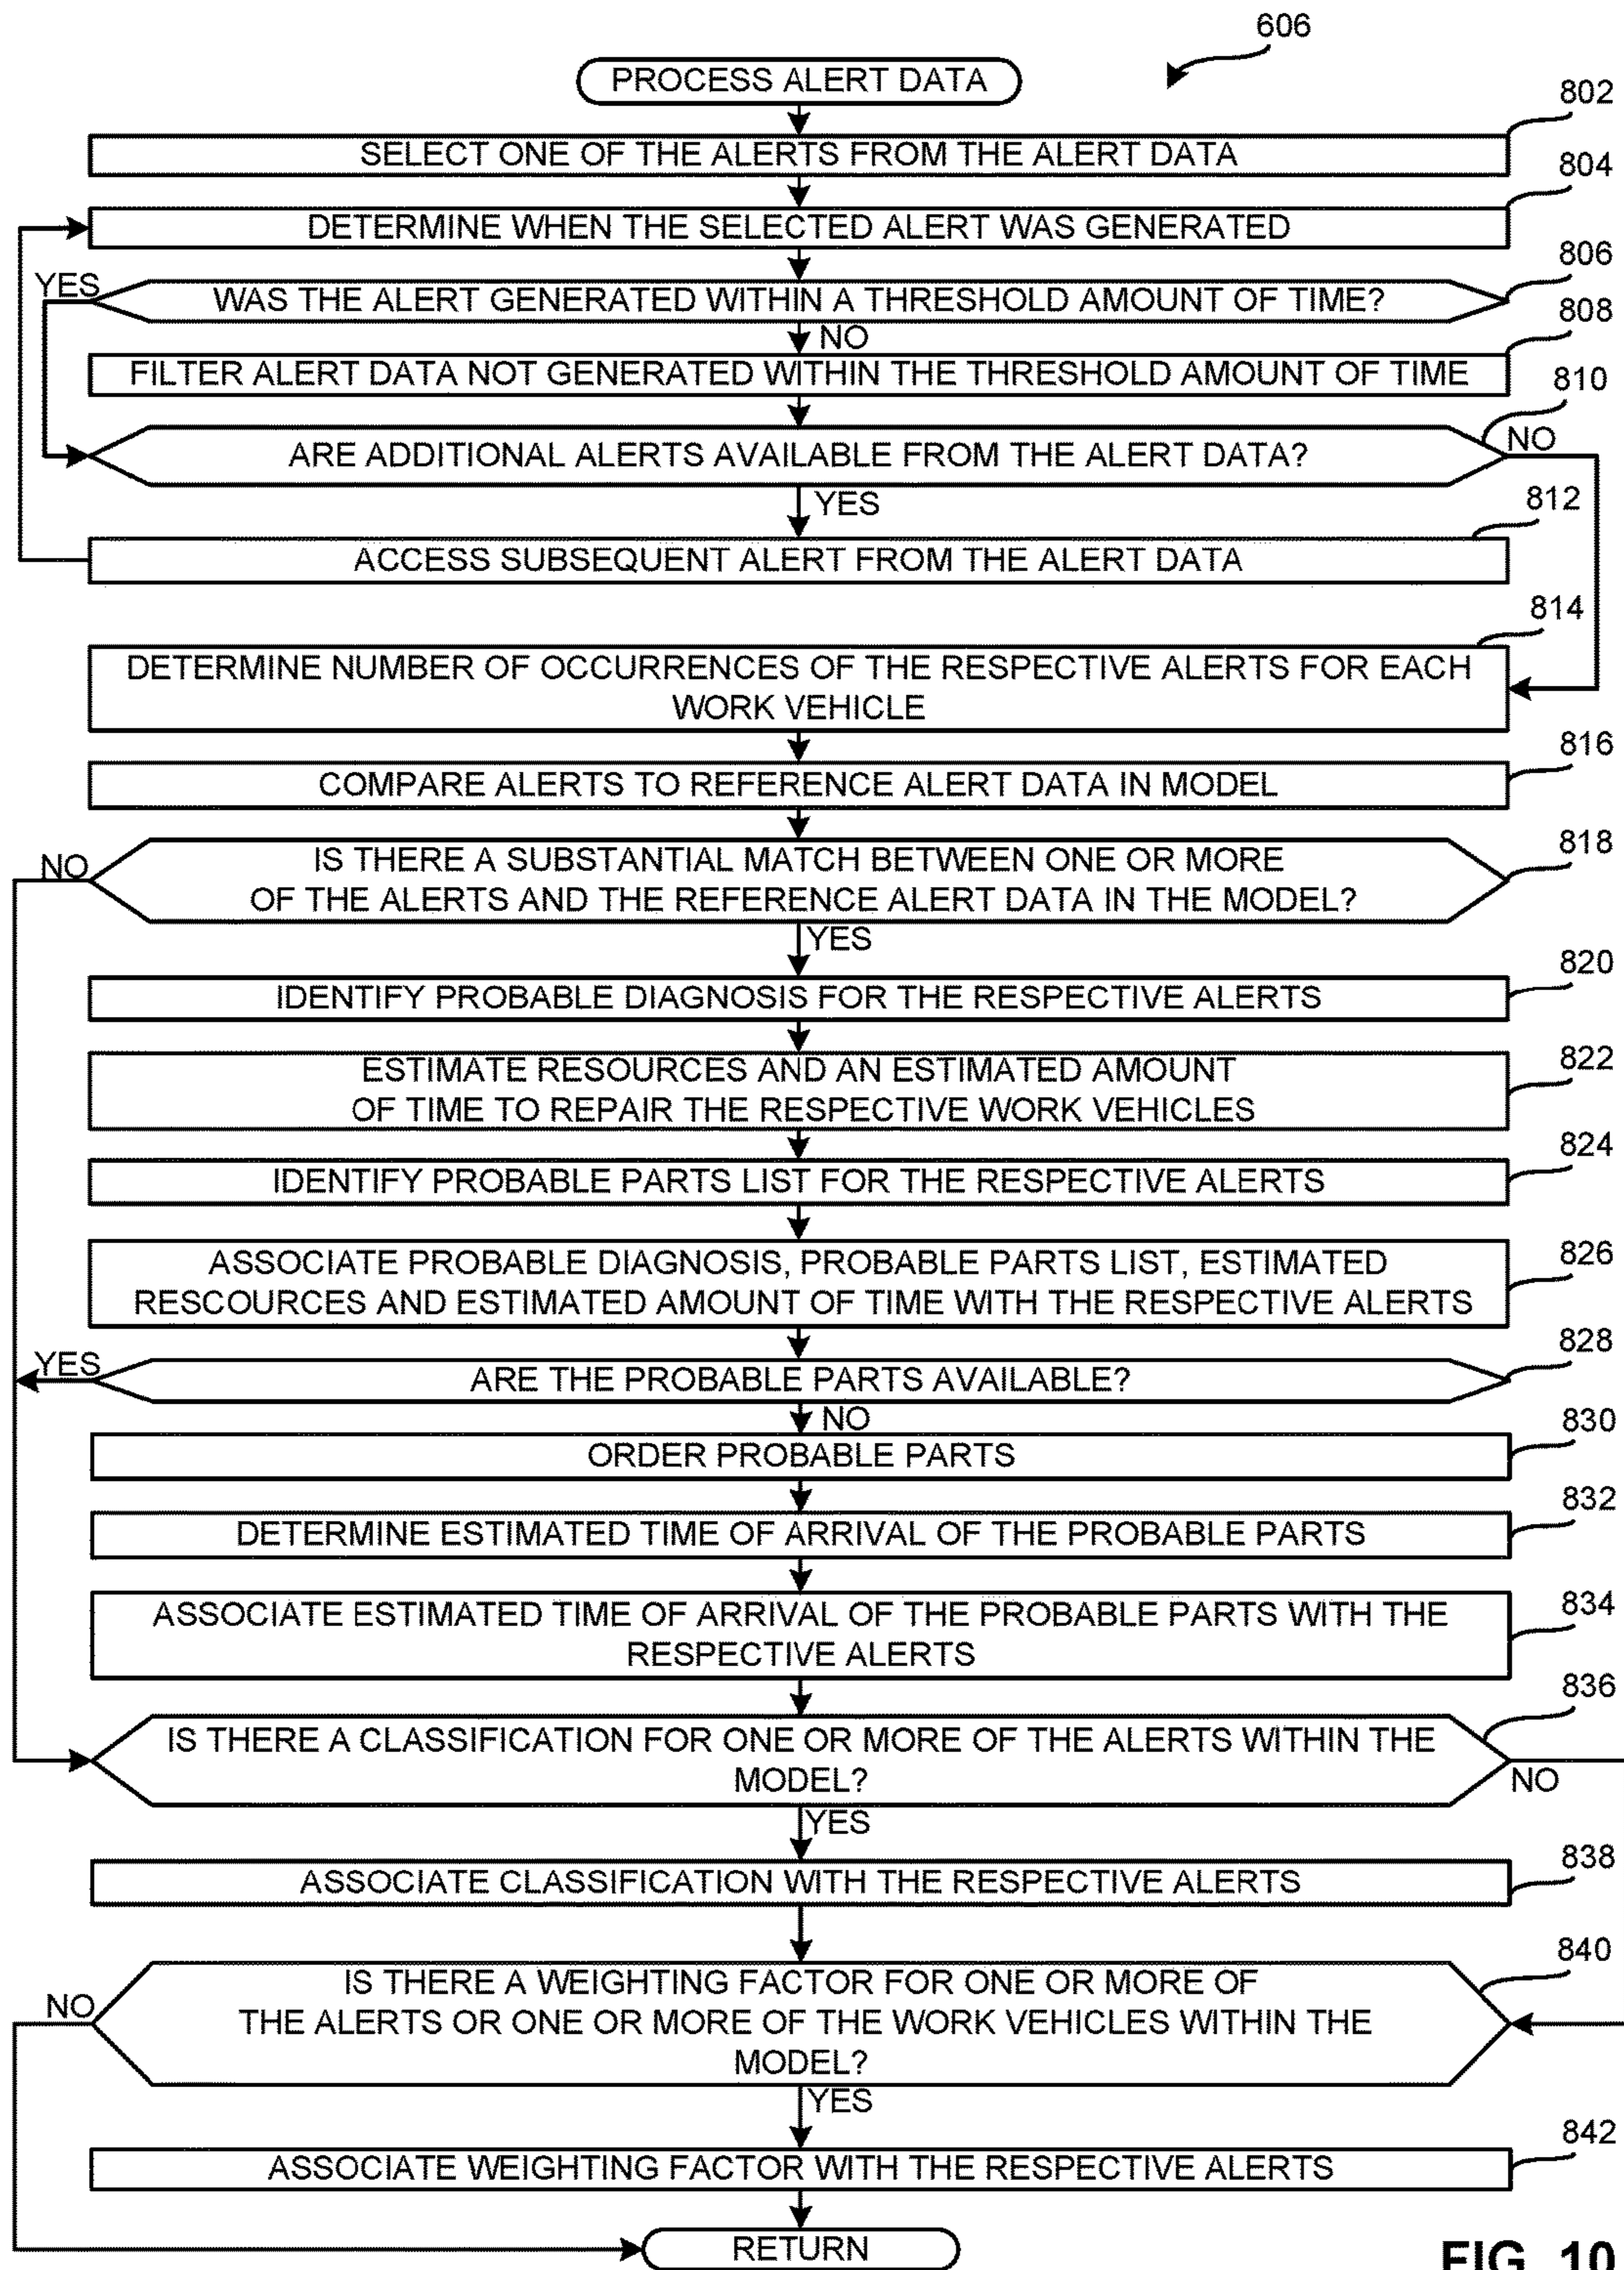 606
PROCESS ALERT DATA
802
SELECT ONE OF THE ALERTS FROM THE ALERT DATA
804
DETERMINE WHEN THE SELECTED ALERT WAS GENERATED
806
YES
WAS THE ALERT GENERATED WITHIN A THRESHOLD AMOUNT OF TIME?
808
NO
FILTER ALERT DATA NOT GENERATED WITHIN THE THRESHOLD AMOUNT OF TIME
810
ARE ADDITIONAL ALERTS AVAILABLE FROM THE ALERT DATA?
NO
YES
812
ACCESS SUBSEQUENT ALERT FROM THE ALERT DATA
814
DETERMINE NUMBER OF OCCURRENCES OF THE RESPECTIVE ALERTS FOR EACH
WORK VEHICLE
816
COMPARE ALERTS TO REFERENCE ALERT DATA IN MODEL
818
NO
IS THERE A SUBSTANTIAL MATCH BETWEEN ONE OR MORE
OF THE ALERTS AND THE REFERENCE ALERT DATA IN THE MODEL?
YES
820
IDENTIFY PROBABLE DIAGNOSIS FOR THE RESPECTIVE ALERTS
822
ESTIMATE RESOURCES AND AN ESTIMATED AMOUNT
OF TIME TO REPAIR THE RESPECTIVE WORK VEHICLES
824
IDENTIFY PROBABLE PARTS LIST FOR THE RESPECTIVE ALERTS
826
ASSOCIATE PROBABLE DIAGNOSIS, PROBABLE PARTS LIST, ESTIMATED
RESCOURCES AND ESTIMATED AMOUNT OF TIME WITH THE RESPECTIVE ALERTS
828
YES
ARE THE PROBABLE PARTS AVAILABLE?
NO
830
ORDER PROBABLE PARTS
832
DETERMINE ESTIMATED TIME OF ARRIVAL OF THE PROBABLE PARTS
834
ASSOCIATE ESTIMATED TIME OF ARRIVAL OF THE PROBABLE PARTS WITH THE
RESPECTIVE ALERTS
836
IS THERE A CLASSIFICATION FOR ONE OR MORE OF THE ALERTS WITHIN THE
MODEL?
NO
YES
838
ASSOCIATE CLASSIFICATION WITH THE RESPECTIVE ALERTS
840
NO
IS THERE A WEIGHTING FACTOR FOR ONE OR MORE OF
THE ALERTS OR ONE OR MORE OF THE WORK VEHICLES WITHIN THE
MODEL?
YES
842
ASSOCIATE WEIGHTING FACTOR WITH THE RESPECTIVE ALERTS
RETURN
FIG. 10